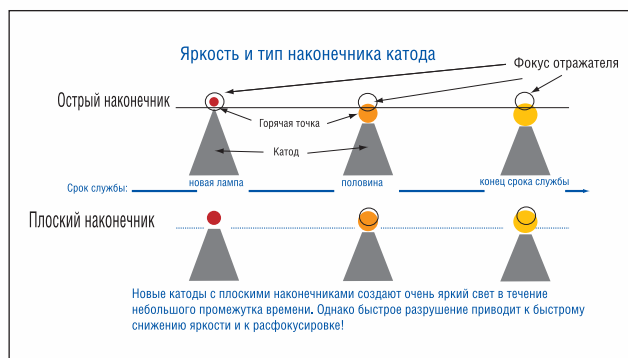 Яркость и тип наконечника катода
Фокус отражателя
Острый наконечник
Горячая точка
Катод
Срок службы:
новая лампа
половина
конец срока службы
Плоский наконечник
Новые катоды с плоскими наконечниками создают очень яркий свет в течение
небольшого промежутка времени. Однако быстрое разрушение приводит к быстрому
снижению яркости и к расфокусировке!